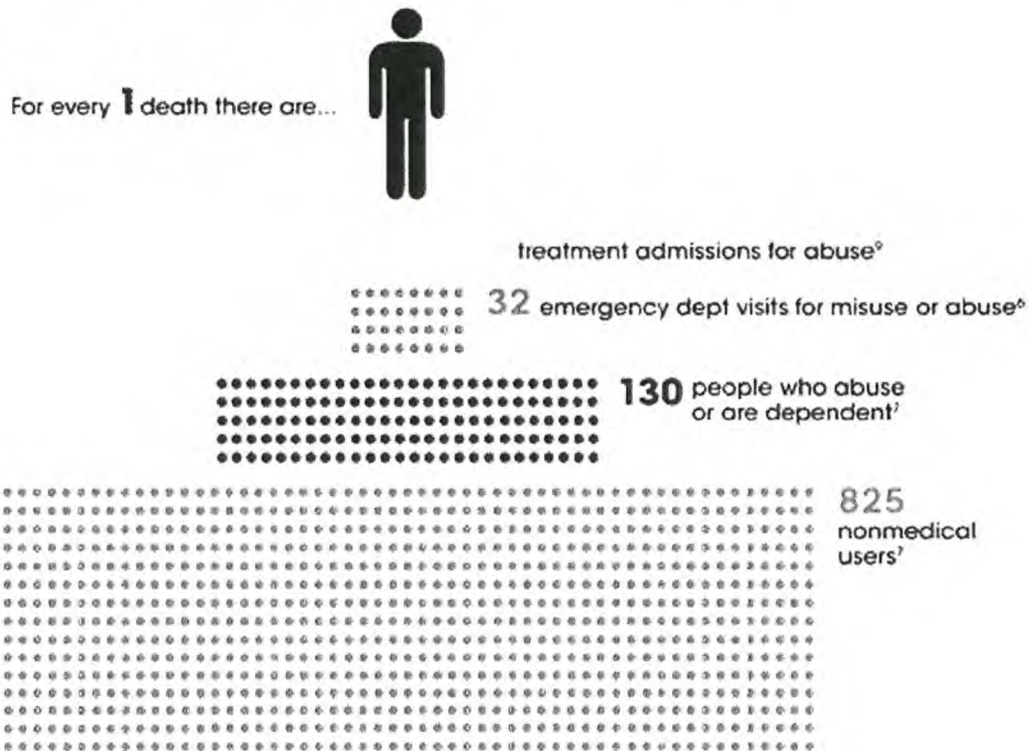 For every 1 death there are...
treatment admissions for abuse⁹
32 emergency dept visits for misuse or abuse⁶
130 people who abuse
or are dependent⁷
825
nonmedical
users⁷